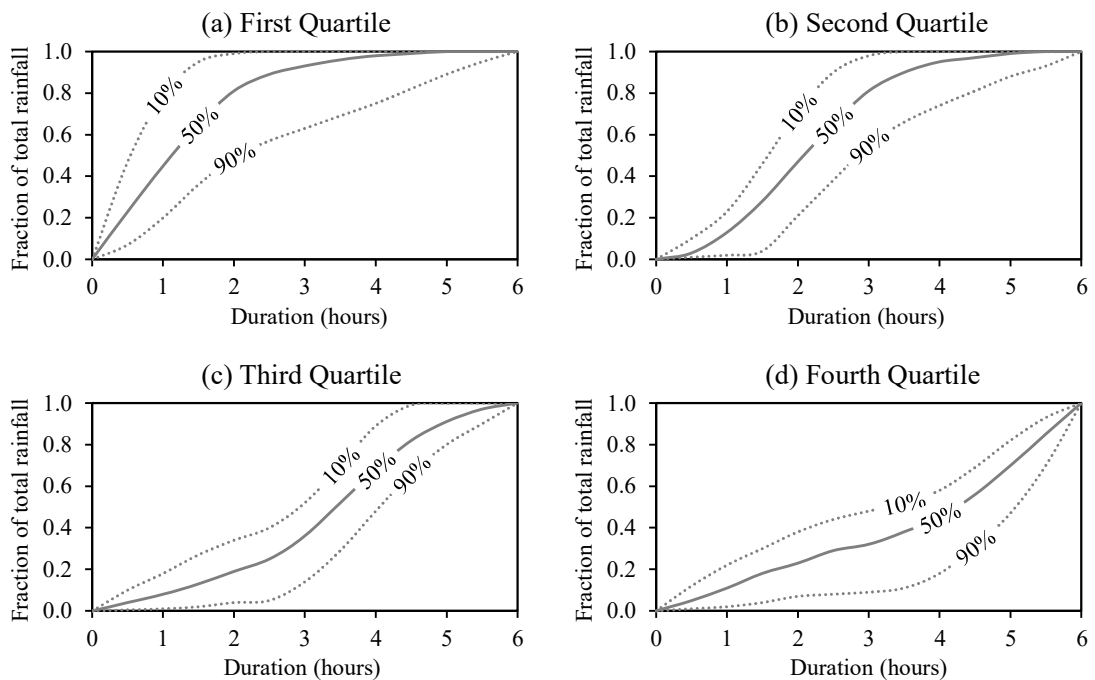 (a) First Quartile
Fraction of total rainfall
1.0
0.8
0.6
0.4
0.2
0.0
10%
50%
90%
0 1 2 3 4 5 6
Duration (hours)
(b) Second Quartile
Fraction of total rainfall
1.0
0.8
0.6
0.4
0.2
0.0
10%
50%
90%
0 1 2 3 4 5 6
Duration (hours)
(c) Third Quartile
Fraction of total rainfall
1.0
0.8
0.6
0.4
0.2
0.0
10%
50%
90%
0 1 2 3 4 5 6
Duration (hours)
(d) Fourth Quartile
Fraction of total rainfall
1.0
0.8
0.6
0.4
0.2
0.0
10%
50%
90%
0 1 2 3 4 5 6
Duration (hours)